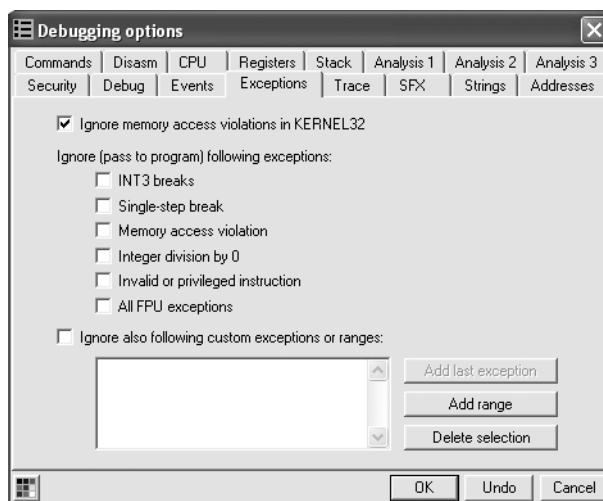 Debugging options
Commands Disasm CPU Registers Stack Analysis 1 Analysis 2 Analysis 3
Security Debug Events Exceptions Trace SFX Strings Addresses
Ignore memory access violations in KERNEL32
Ignore (pass to program) following exceptions:
INT3 breaks
Single-step break
Memory access violation
Integer division by 0
Invalid or privileged instruction
All FPU exceptions
Ignore also following custom exceptions or ranges:
Add last exception
Add range
Delete selection
OK Undo Cancel